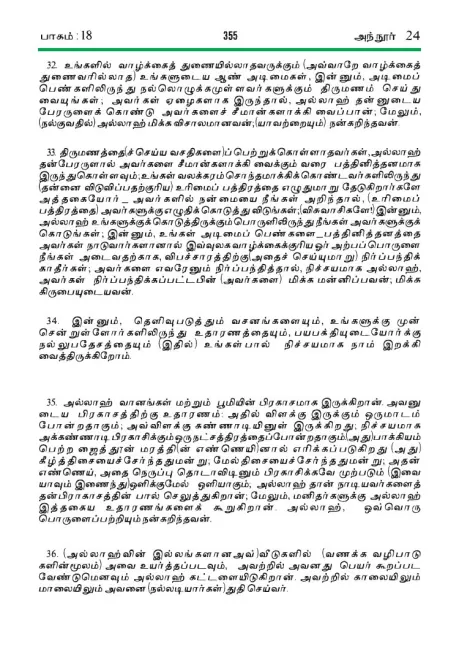 பாகம் : 18 355 அந்நூர் 24
32. உங்களில் வாழ்க்கைத் துணையில்லாதவருக்கும் (அவ்வாறே வாழ்க்கைத்
துணைவரில்லாத) உங்களுடைய ஆண் அடிமைகள், இன்னும், அடிமைப்
பெண்களிலிருந்து நல்லொழுக்கமுள்ளவர்களுக்கும் திருமணம் செய்து
வையுங்கள்; அவர்கள் ஏழைகளாக இருந்தால், அல்லாஹ் தன்னுடைய
பேரருளைக் கொண்டு அவர்களைச் சீமான்களாக்கி வைப்பான்; மேலும்,
(நல்குவதில்) அல்லாஹ் மிக்க விசாலமானவன்; (யாவற்றையும்) நன்கறிந்தவன்.
33. திருமணத்தை(ச் செய்ய வசதிகளை)ப் பெற்றுக்கொள்ளாதவர்கள், அல்லாஹ்
தன் பேரருளால் அவர்களை சீமான்களாக்கி வைக்கும் வரை பத்தினித்தனமாக
இருந்துகொள்ளவும்; உங்கள் வலக்கரம் சொந்தமாக்கிக்கொண்டவர்களிலிருந்து
(தன்னை விடுவிப்பதற்குரிய) உரிமைப் பத்திரத்தை எழுதுமாறு தேடுகிறார்களே
அத்தகையோர் _ அவர்களில் நன்மையை நீங்கள் அறிந்தால், (உரிமைப்
பத்திரத்தை) அவர்களுக்கு எழுதிக் கொடுத்து விடுங்கள்; (விசுவாசிகளே!) இன்னும்,
அல்லாஹ் உங்களுக்குக் கொடுத்திருக்கும் பொருளிலிருந்து நீங்கள் அவர்களுக்குக்
கொடுங்கள்; இன்னும், உங்கள் அடிமைப் பெண்களை _ பத்தினித்தனத்தை
அவர்கள் நாடுவார்களானால் இவ்வுலக வாழ்க்கைக்குரிய ஓர் அற்பப் பொருளை
நீங்கள் அடைவதற்காக, விபச்சாரத்திற்கு(அதைச் செய்யுமாறு) நிர்ப்பந்திக்
காதீர்கள்; அவர்களை எவரேனும் நிர்ப்பந்தித்தால், நிச்சயமாக அல்லாஹ்,
அவர்கள் நிர்ப்பந்திக்கப்பட்டபின் (அவர்களை) மிக்க மன்னிப்பவன்; மிக்க
கிருபையுடையவன்.
34. இன்னும், தெளிவுபடுத்தும் வசனங்களையும், உங்களுக்கு முன்
சென்றுள்ளோர்களிலிருந்து உதாரணத்தையும், பயபக்தியுடையோர்க்கு
நல்லுபதேசத்தையும் (இதில்) உங்கள்பால் நிச்சயமாக நாம் இறக்கி
வைத்திருக்கிறோம்.
35. அல்லாஹ் வானங்கள் மற்றும் பூமியின் பிரகாசமாக இருக்கிறான். அவனு
டைய பிரகாசத்திற்கு உதாரணம்: அதில் விளக்கு இருக்கும் ஒருமாடம்
போன்றதாகும்; அவ்விளக்கு கண்ணாடியினுள் இருக்கிறது; நிச்சயமாக
அக்கண்ணாடி பிரகாசிக்கும் ஒரு நட்சத்திரத்தைப் போன்றதாகும்; (அது) பாக்கியம்
பெற்ற ஜைத்தூன் மரத்தி(ன் எண்ணெயி)னால் எரிக்கப்படுகிறது (அது)
கீழ்த்திசையைச் சேர்ந்ததுமன்று; மேல்திசையைச் சேர்ந்ததுமன்று; அதன்
எண்ணெய், அதை நெருப்பு தொடாவிடினும் பிரகாசிக்கவே முற்படும் (இவை
யாவும் இணைந்து) ஒளிக்குமேல் ஒளியாகும், அல்லாஹ் தான் நாடியவர்களைத்
தன் பிரகாசத்தின் பால் செலுத்துகிறான்; மேலும், மனிதர்களுக்கு அல்லாஹ்
இத்தகைய உதாரணங்களைக் கூறுகிறான். அல்லாஹ், ஒவ்வொரு
பொருளைப்பற்றியும் நன்கறிந்தவன்.
36. (அல்லாஹ்வின் இல்லங்களான அவ்)வீடுகளில் (வணக்க வழிபாடு
களின்மூலம்) அவை உயர்த்தப்படவும், அவற்றில் அவனது பெயர் கூறப்பட
வேண்டுமெனவும் அல்லாஹ் கட்டளையிடுகிறான். அவற்றில் காலையிலும்
மாலையிலும் அவனை (நல்லடியார்கள்) துதி செய்வர்.